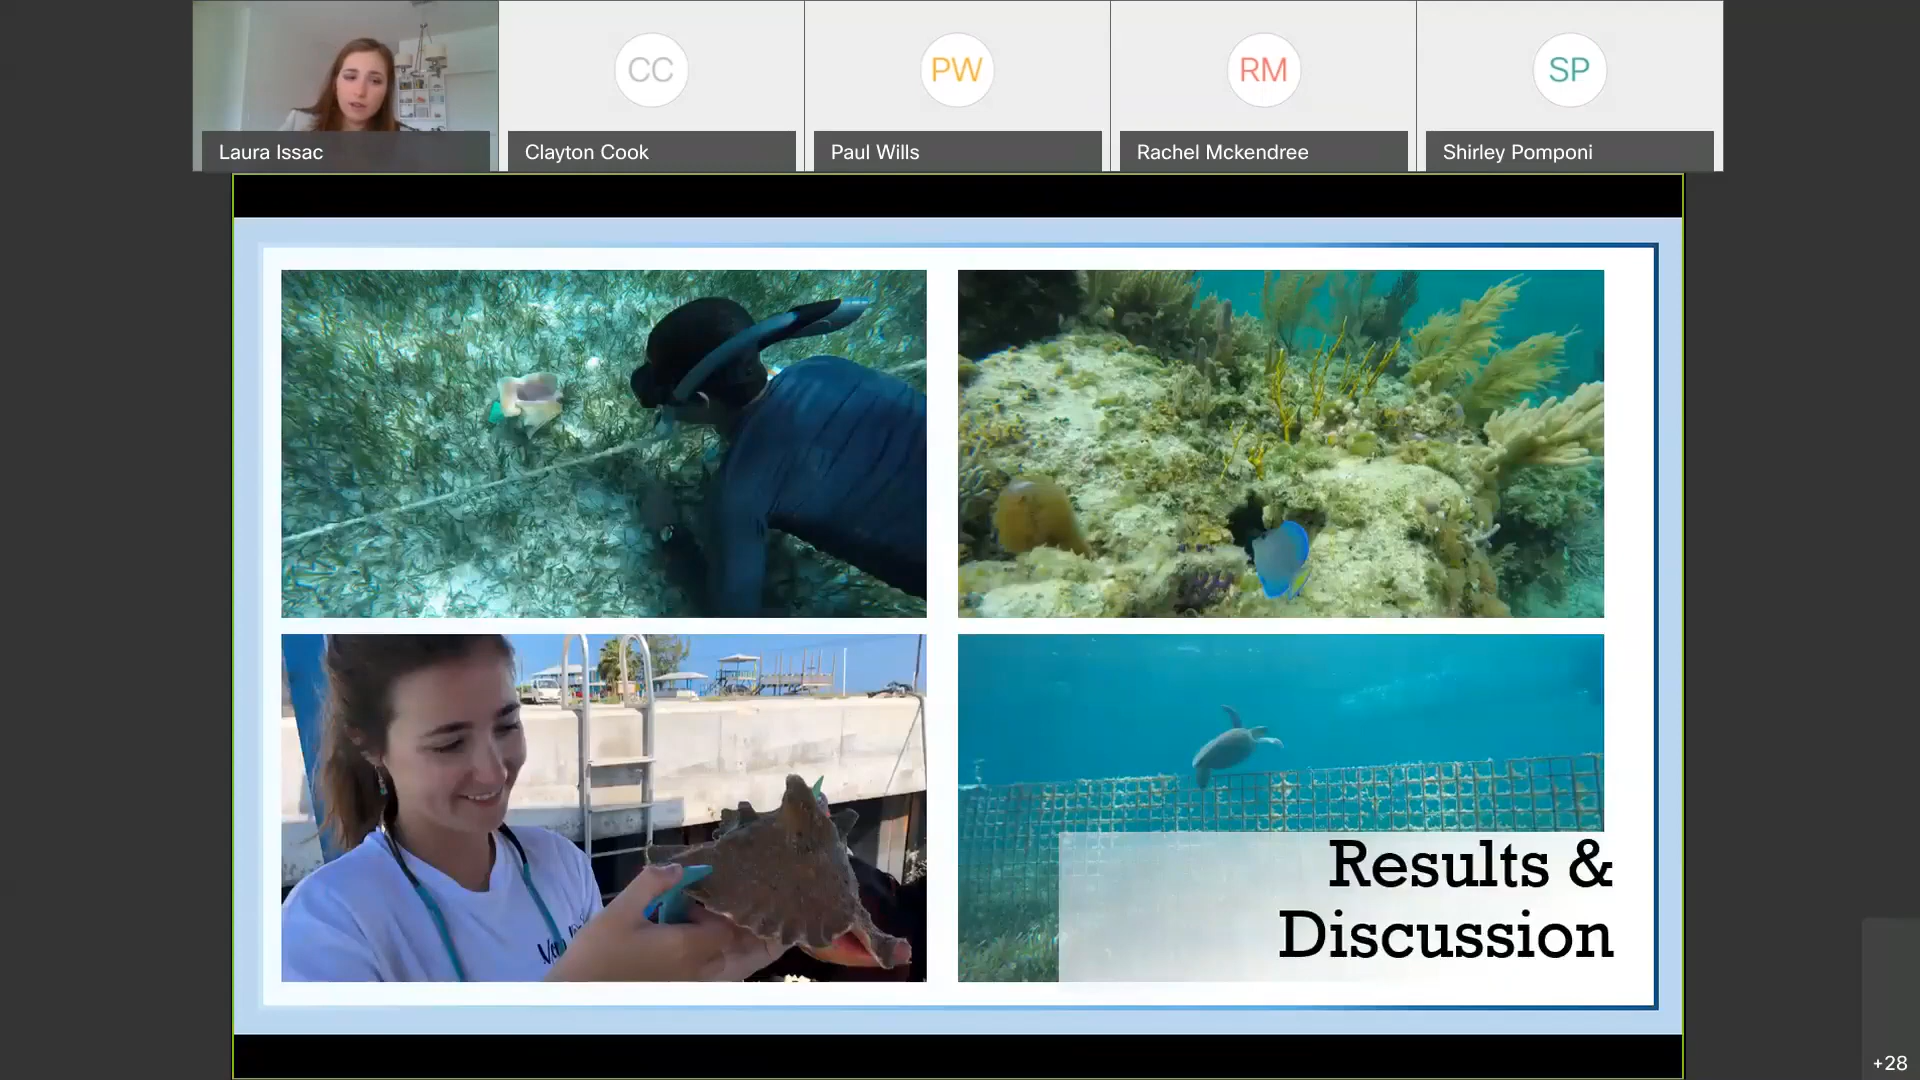 CC
PW
RM
SP
Laura Issac
Clayton Cook
Paul Wills
Rachel Mckendree
Shirley Pomponi
Results &
Discussion
+28